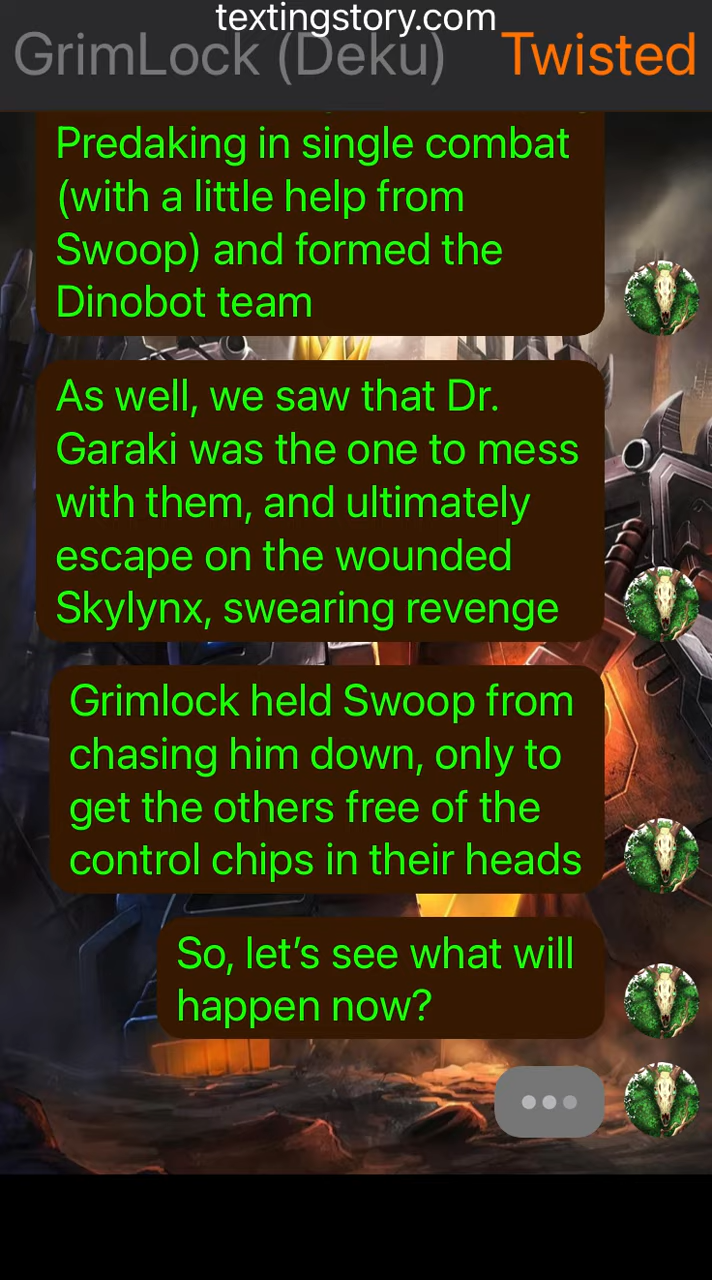 textingstory.com
GrimLock (Deku) Twisted
Predaking in single combat
(with a little help from
Swoop) and formed the
Dinobot team
As well, we saw that Dr.
Garaki was the one to mess
with them, and ultimately
escape on the wounded
Skylynx, swearing revenge
Grimlock held Swoop from
chasing him down, only to
get the others free of the
control chips in their heads
So, let’s see what will
happen now?